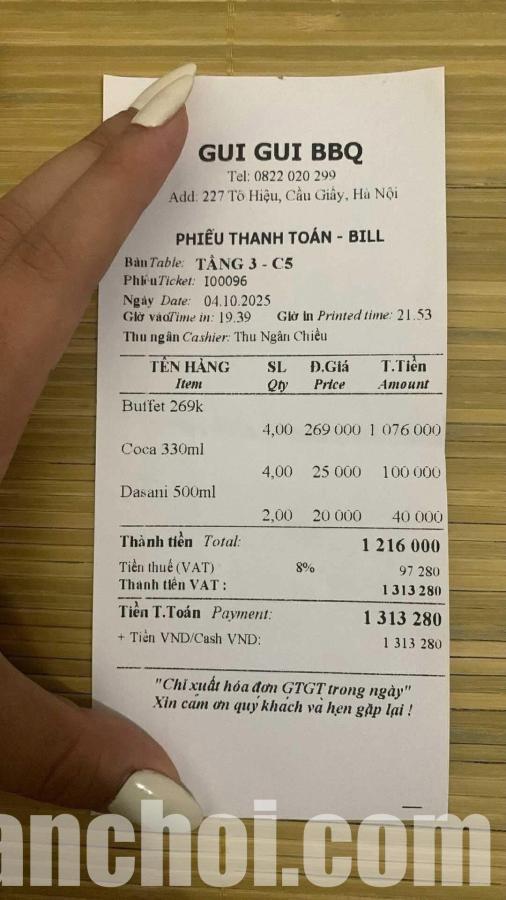 GUI GUI BBQ
Tel: 0822 020 299
Add: 227 Tô Hiệu, Cầu Giấy, Hà Nội
PHIẾU THANH TOÁN - BILL
Bàn Table: TẦNG 3 - C5
Phiếu Ticket: I00096
Ngày Date: 04.10.2025
Giờ vào Time in: 19.39 Giờ in Printed time: 21.53
Thu ngân Cashier: Thu Ngân Chiều
TÊN HÀNG SL Đ.Giá T.Tiền
Item Qty Price Amount
Buffet 269k
4,00 269 000 1 076 000
Coca 330ml
4,00 25 000 100 000
Dasani 500ml
2,00 20 000 40 000
Thành tiền Total: 1 216 000
Tiền thuế (VAT) 8% 97 280
Thành tiền VAT : 1 313 280
Tiền T.Toán Payment: 1 313 280
+ Tiền VND/Cash VND: 1 313 280
"Chỉ xuất hóa đơn GTGT trong ngày"
Xin cảm ơn quý khách và hẹn gặp lại !
anchoi.com